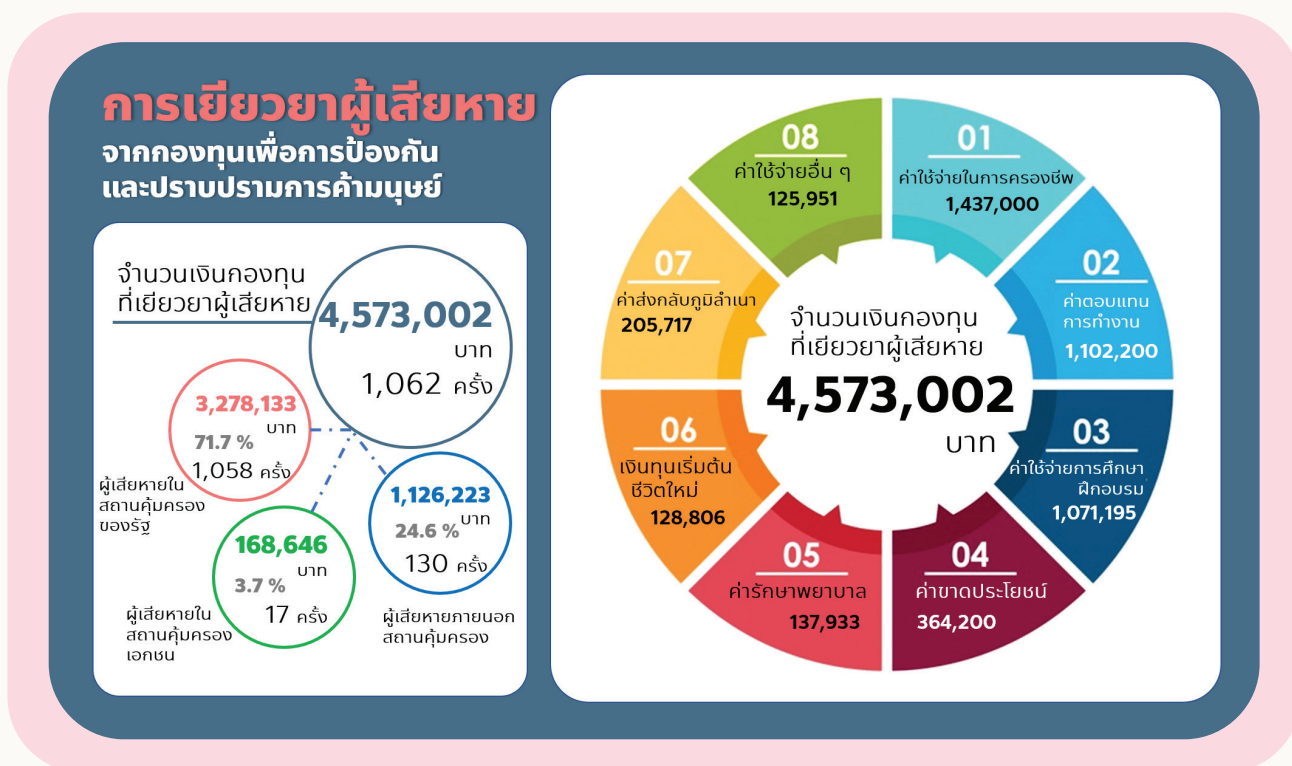 การเยียวยาผู้เสียหาย
จากกองทุนเพื่อการป้องกัน
และปราบปรามการค้ามนุษย์
จำนวนเงินกองทุน
ที่เยียวยาผู้เสียหาย
4,573,002
บาท
1,062 ครั้ง
3,278,133
บาท
71.7 %
1,058 ครั้ง
ผู้เสียหายใน
สถานคุ้มครอง
ของรัฐ
168,646
บาท
3.7 %
17 ครั้ง
ผู้เสียหายใน
สถานคุ้มครอง
เอกชน
1,126,223
บาท
24.6 %
130 ครั้ง
ผู้เสียหายภายนอก
สถานคุ้มครอง
01
ค่าใช้จ่ายในการครองชีพ
1,437,000
02
ค่าตอบแทน
การทำงาน
1,102,200
03
ค่าใช้จ่ายการศึกษา
ฝึกอบรม
1,071,195
04
ค่าขาดประโยชน์
364,200
05
ค่ารักษาพยาบาล
137,933
06
เงินทุนเริ่มต้น
ชีวิตใหม่
128,806
07
ค่าส่งกลับภูมิลำเนา
205,717
08
ค่าใช้จ่ายอื่น ๆ
125,951
จำนวนเงินกองทุน
ที่เยียวยาผู้เสียหาย
4,573,002
บาท